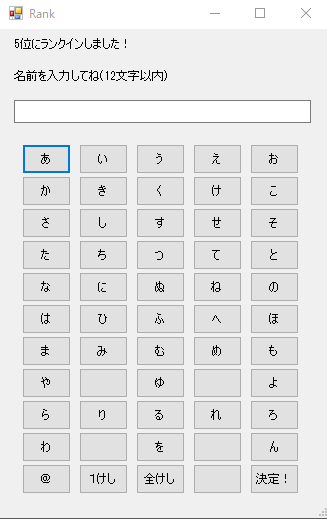 Rank
5位にランクインしました！
名前を入力してね(12文字以内)
あ い う え お
か き く け こ
さ し す せ そ
た ち つ て と
な に ぬ ね の
は ひ ふ へ ほ
ま み む め も
や ゆ よ
ら り る れ ろ
わ を ん
@ 1けし 全けし 決定！